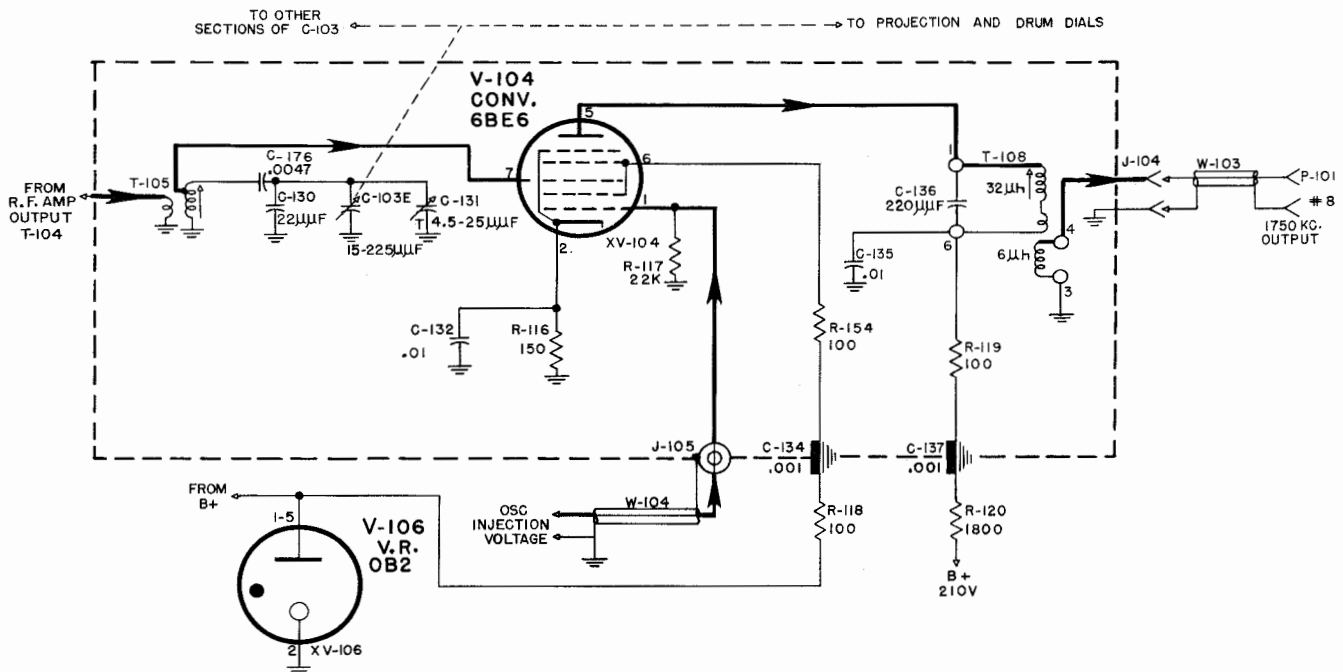 TO OTHER
SECTIONS OF C-103
TO PROJECTION AND DRUM DIALS
V-104
CONV.
6BE6
5
7
6
1
2.
XV-104
C-176
.0047
T-105
FROM
R.F. AMP
OUTPUT
T-104
C-130
22μμF
C-103E
15-225μμF
C-131
T 4.5-25μμF
R-117
22K
C-132
.01
R-116
150
1
T-108
32μh
C-136
220μμF
6
C-135
.01
6μh
4
3
J-104
W-103
P-101
#8
1750 KC.
OUTPUT
R-154
100
R-119
100
J-105
C-134
.001
C-137
.001
FROM
B+
1-5
V-106
V.R.
OB2
2
XV-106
OSC
INJECTION
VOLTAGE
W-104
R-118
100
R-120
1800
B+
210V